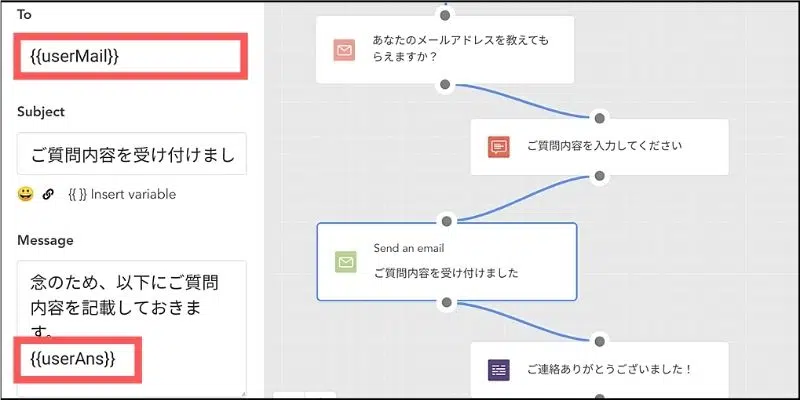 To
{{userMail}}
Subject
ご質問内容を受け付けまし
{{ }} Insert variable
Message
念のため、以下にご質問
内容を記載しておきま
す。
{{userAns}}
あなたのメールアドレスを教えても
らえますか？
ご質問内容を入力してください
Send an email
ご質問内容を受け付けました
ご連絡ありがとうございました！